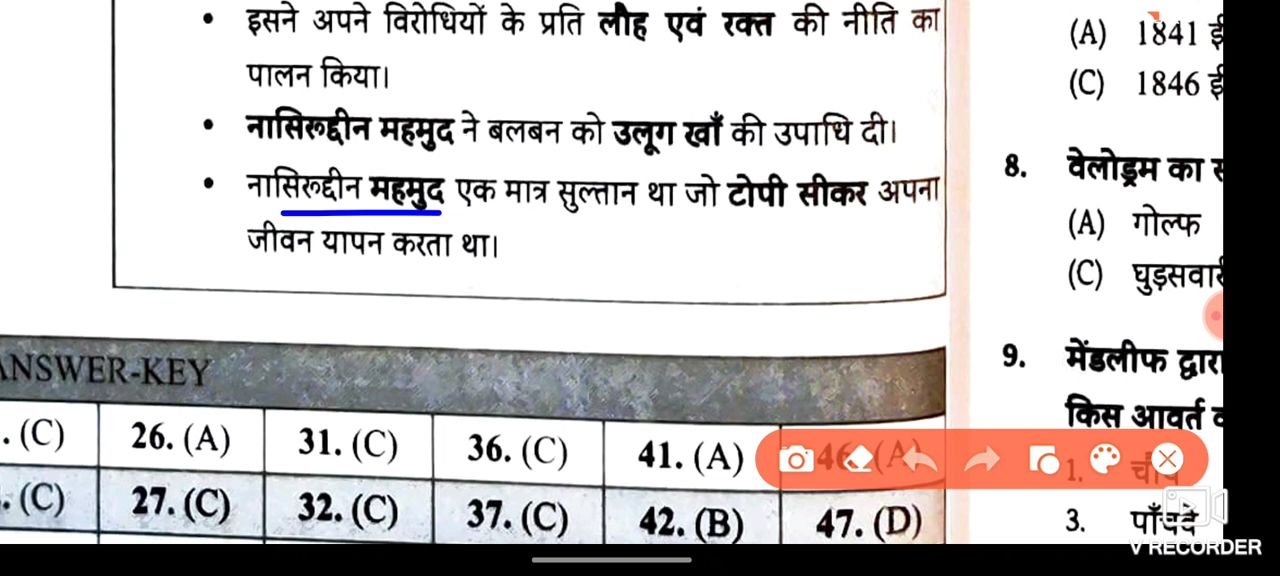 • इसने अपने विरोधियों के प्रति लौह एवं रक्त की नीति का
पालन किया।
• नासिरूद्दीन महमुद ने बलबन को उलूग खाँ की उपाधि दी।
• नासिरूद्दीन महमुद एक मात्र सुल्तान था जो टोपी सीकर अपना
जीवन यापन करता था।
ANSWER-KEY
. (C) 26. (A) 31. (C) 36. (C) 41. (A) 46. (A)
. (C) 27. (C) 32. (C) 37. (C) 42. (B) 47. (D)
(A) 1841 ई
(C) 1846 ई
8. वेलोड्रम का
(A) गोल्फ
(C) घुड़सवारी
9. मेंडलीफ द्वारा
किस आवर्त
1.
3. पाँचवें
V RECORDER